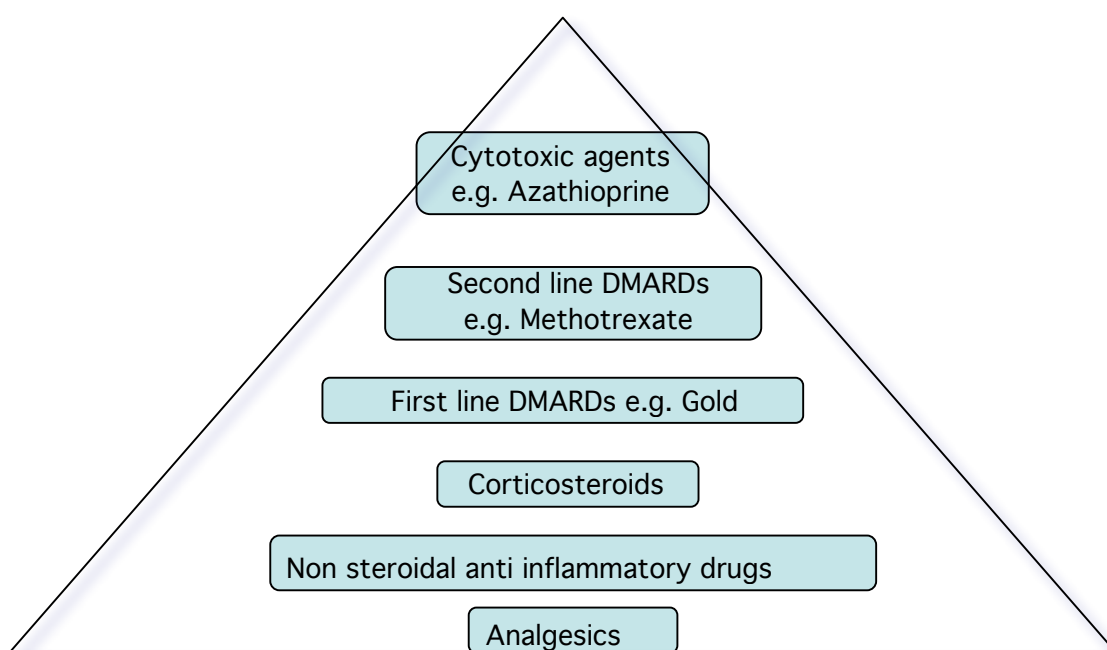 Cytotoxic agents
e.g. Azathioprine
Second line DMARDs
e.g. Methotrexate
First line DMARDs e.g. Gold
Corticosteroids
Non steroidal anti inflammatory drugs
Analgesics